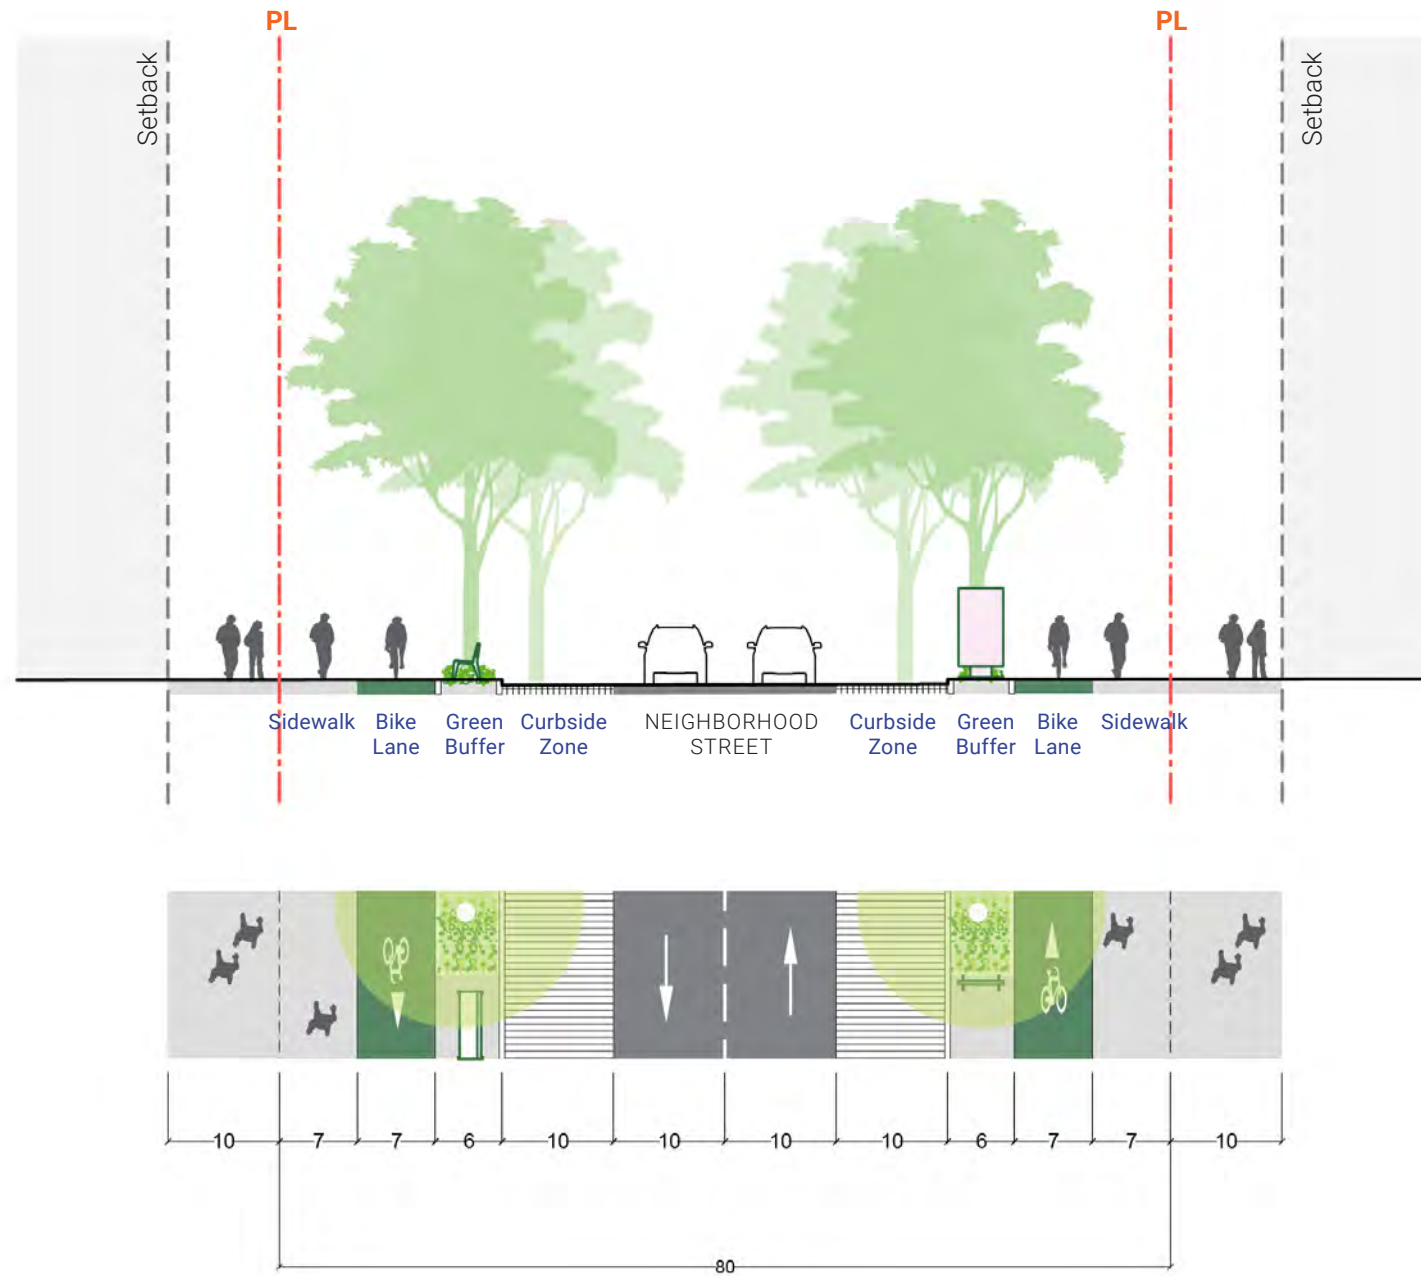 PL PL
Setback Setback
Sidewalk Bike Green Curbside NEIGHBORHOOD Curbside Green Bike Sidewalk
Lane Buffer Zone STREET Zone Buffer Lane
10 7 7 6 10 10 10 10 6 7 7 10
80